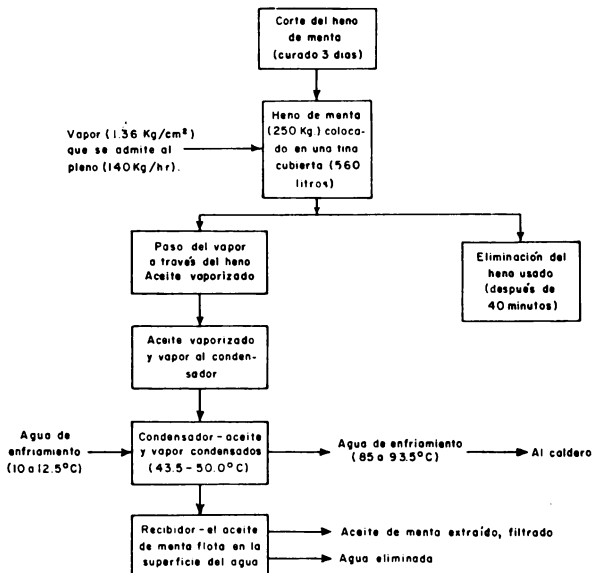 Corte del heno
de menta
(curado 3 dias)
Vapor (1.36 Kg/cm²)
que se admite al
pleno (140Kg/hr).
Heno de menta
(250 Kg.) coloca-
do en una tina
cubierta (560
litros)
Paso del vapor
a través del heno
Aceite vaporizado
Eliminación del
heno usado
(después de
40 minutos)
Aceite vaporizado
y vapor al conden-
sador
Agua de
enfriamiento
(10 a 12.5°C)
Condensador - aceite
y vapor condensados
(43.5 - 50.0°C)
Agua de enfriamiento
(85 a 93.5°C)
Al caldero
Recibidor - el aceite
de menta flota en la
superficie del agua
Aceite de menta extraído, filtrado
Agua eliminada